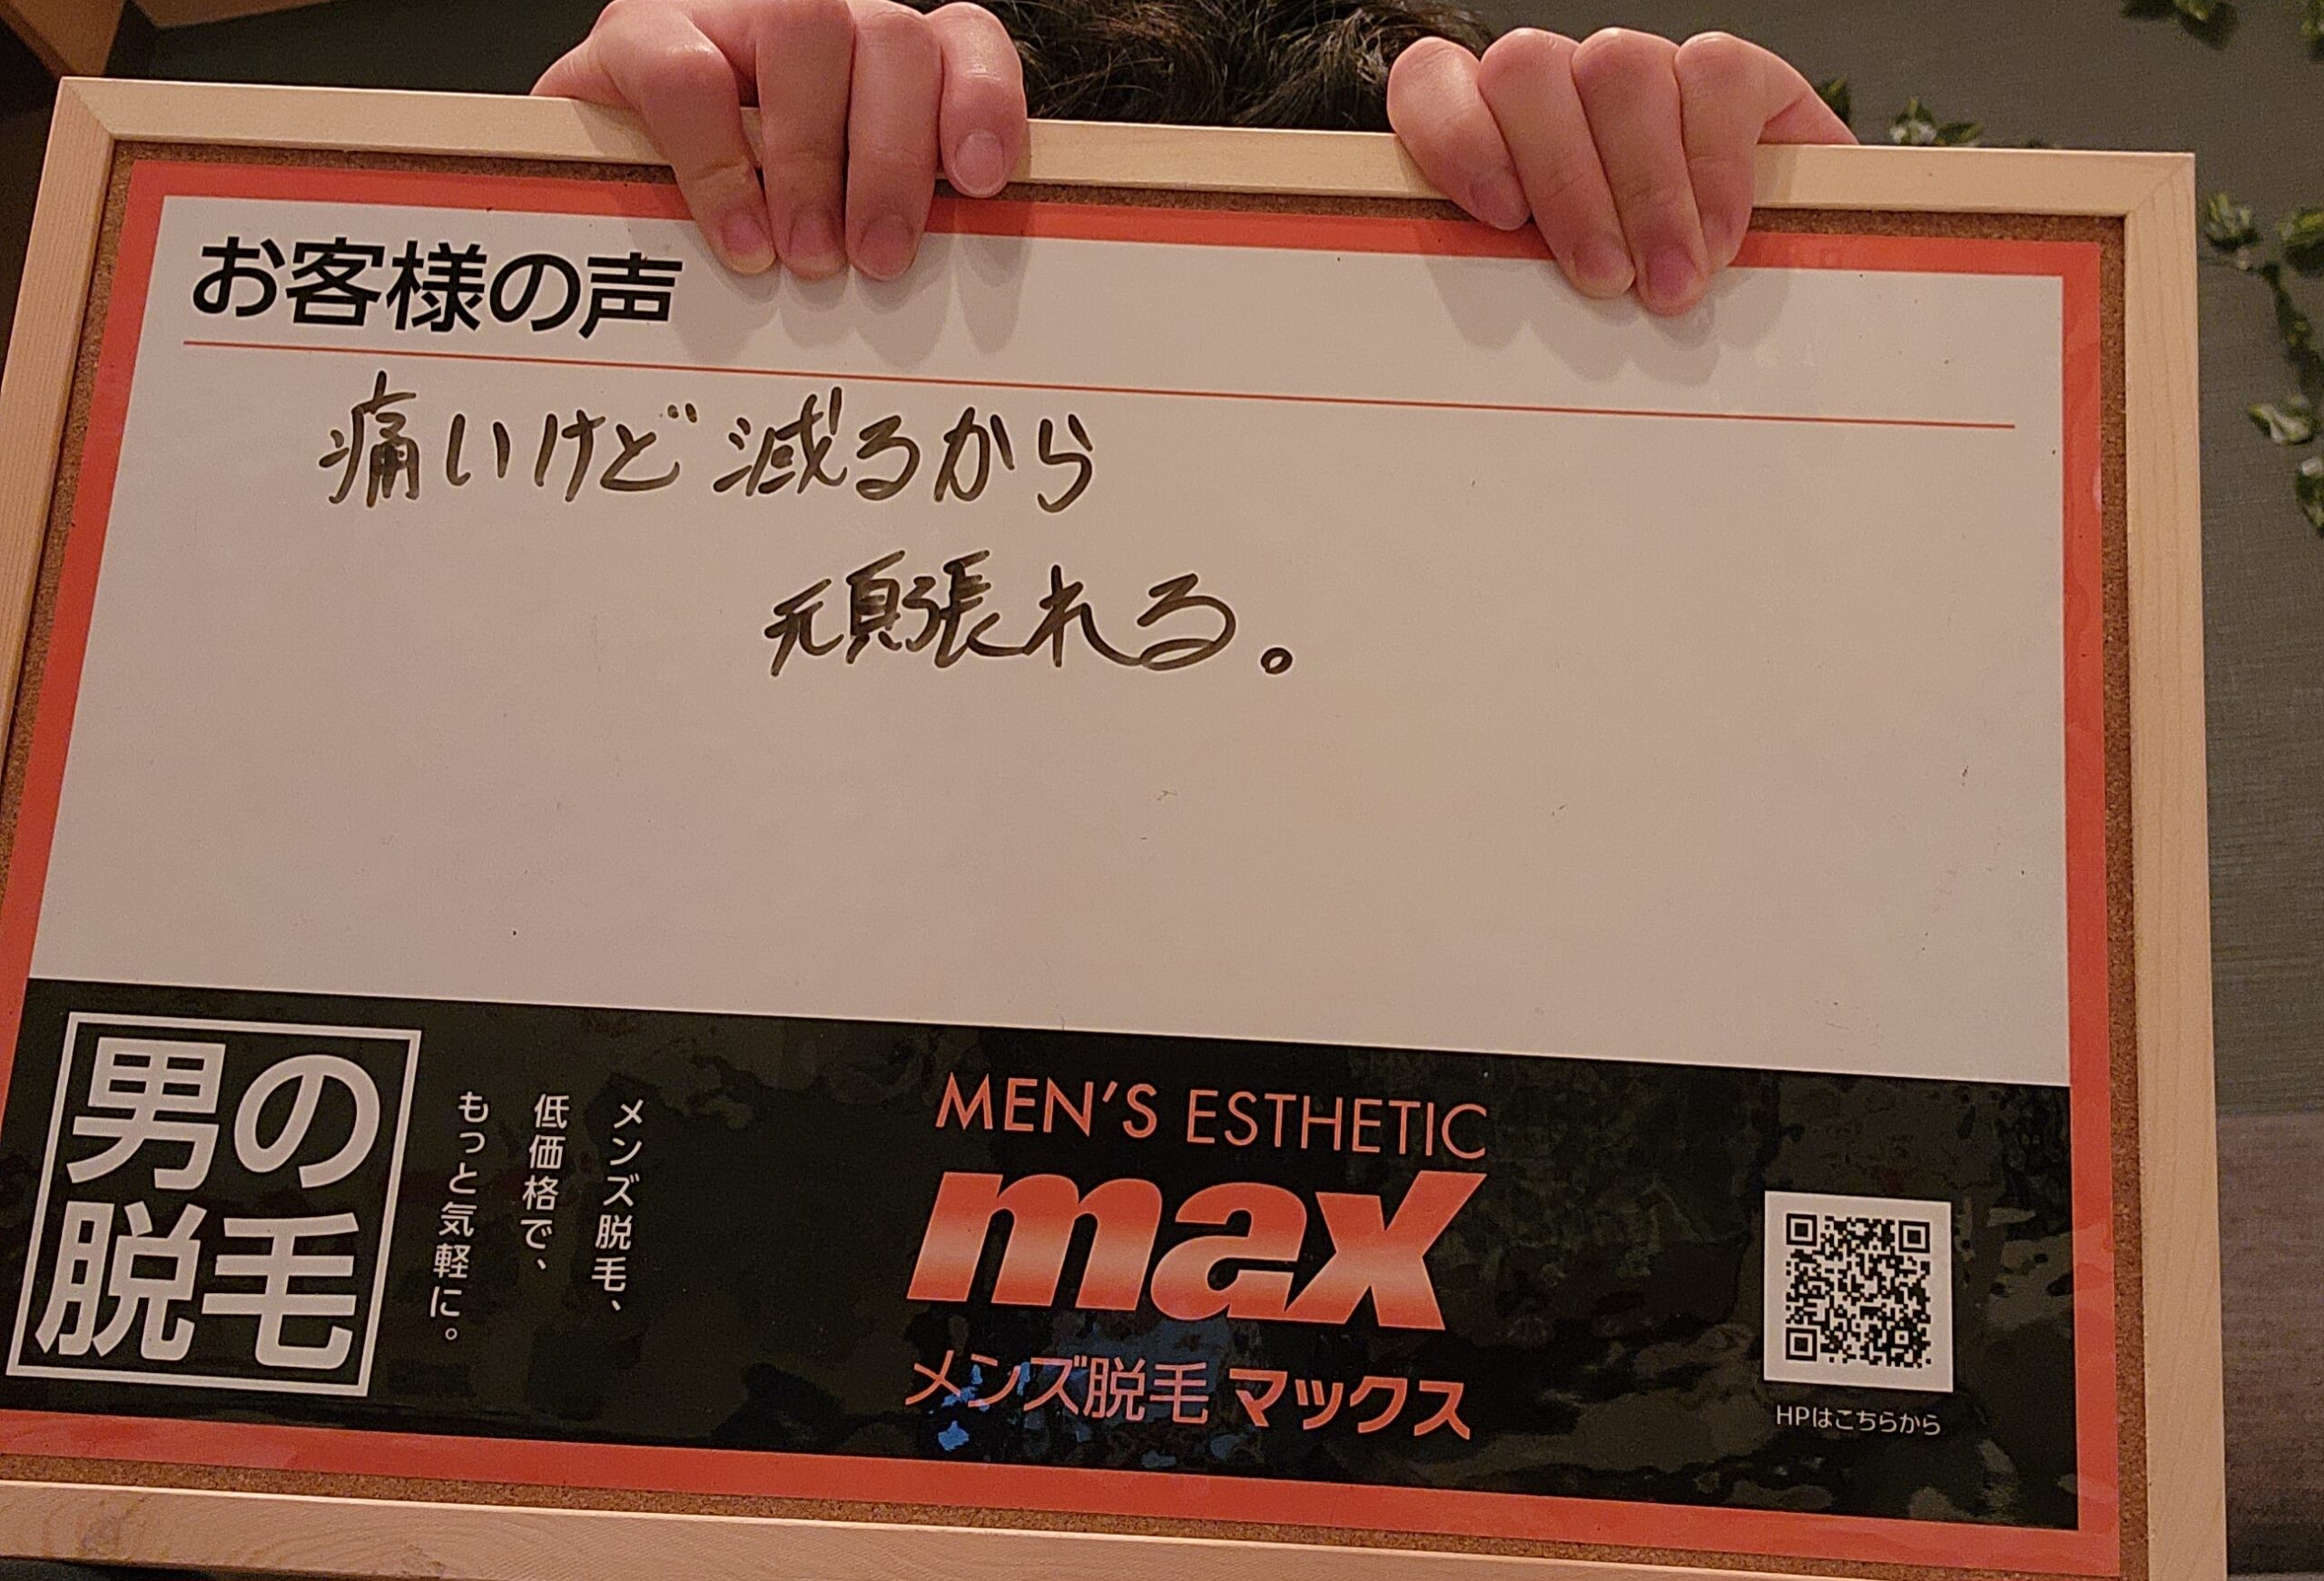 お客様の声
痛いけど減るから
頑張れる。
男の
脱毛
メンズ脱毛、
低価格で、
もっと気軽に。
MEN'S ESTHETIC
max
メンズ脱毛 マックス
HPはこちらから